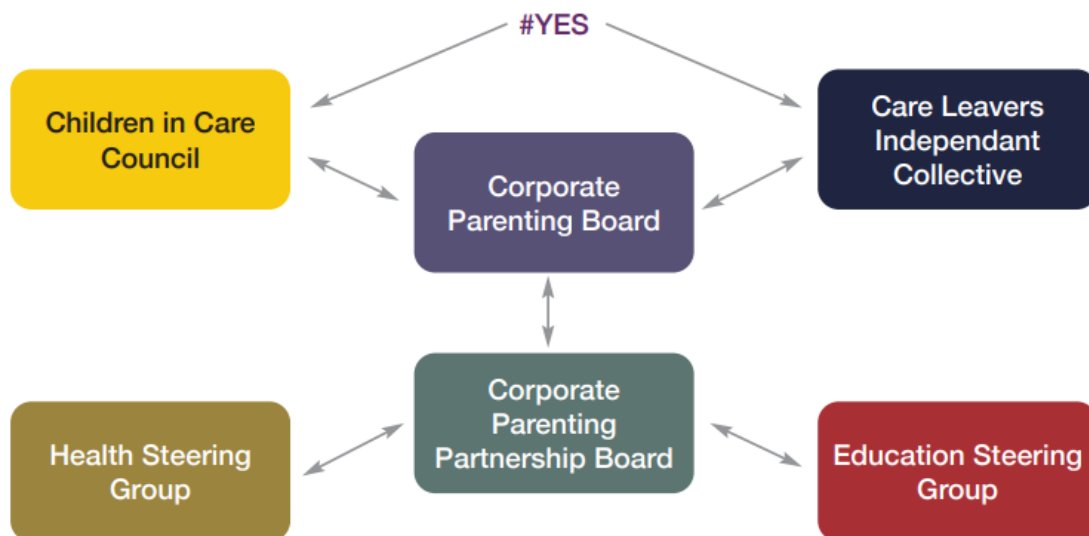 #YES
Children in Care
Council
Care Leavers
Independant
Collective
Corporate
Parenting Board
Corporate
Parenting
Partnership Board
Health Steering
Group
Education Steering
Group